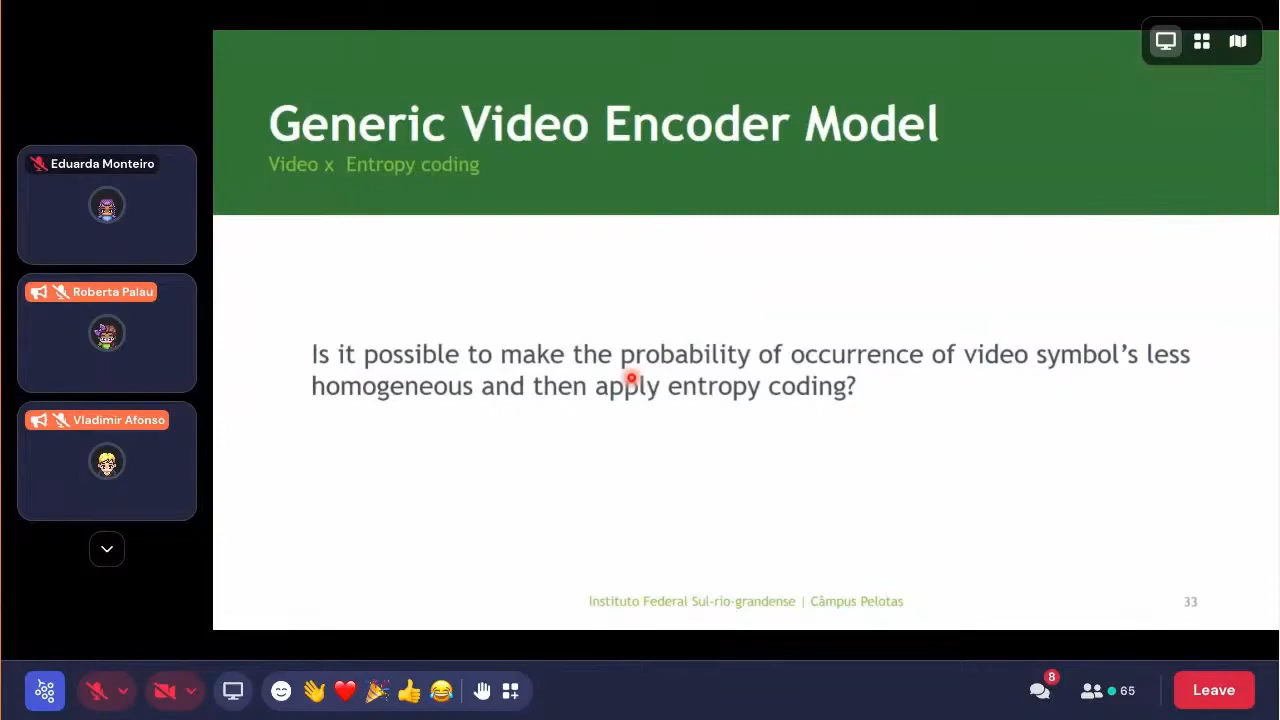 Generic Video Encoder Model
Video x Entropy coding
Eduarda Monteiro
Roberta Palau
Vladimir Afonso
Is it possible to make the probability of occurrence of video symbol's less
homogeneous and then apply entropy coding?
Instituto Federal Sul-rio-grandense | Câmpus Pelotas
33
8
65
Leave